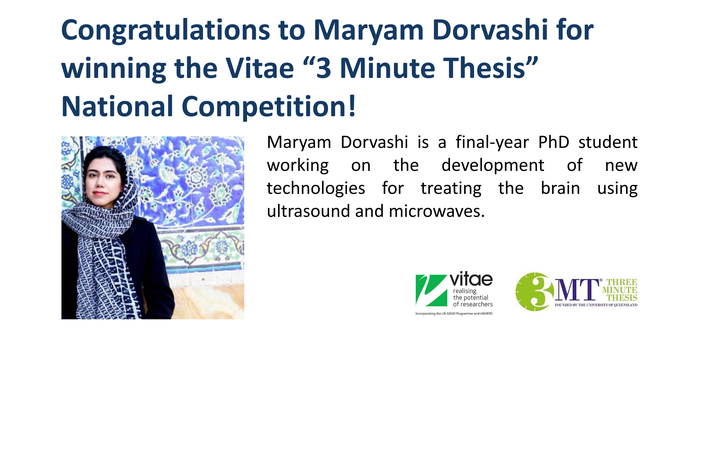 Congratulations to Maryam Dorvashi for
winning the Vitae “3 Minute Thesis”
National Competition!
Maryam Dorvashi is a final-year PhD student
working on the development of new
technologies for treating the brain using
ultrasound and microwaves.
vitae
realising
the potential
of researchers
3MT® THREE
MINUTE
THESIS
FOUNDED BY THE UNIVERSITY OF QUEENSLAND